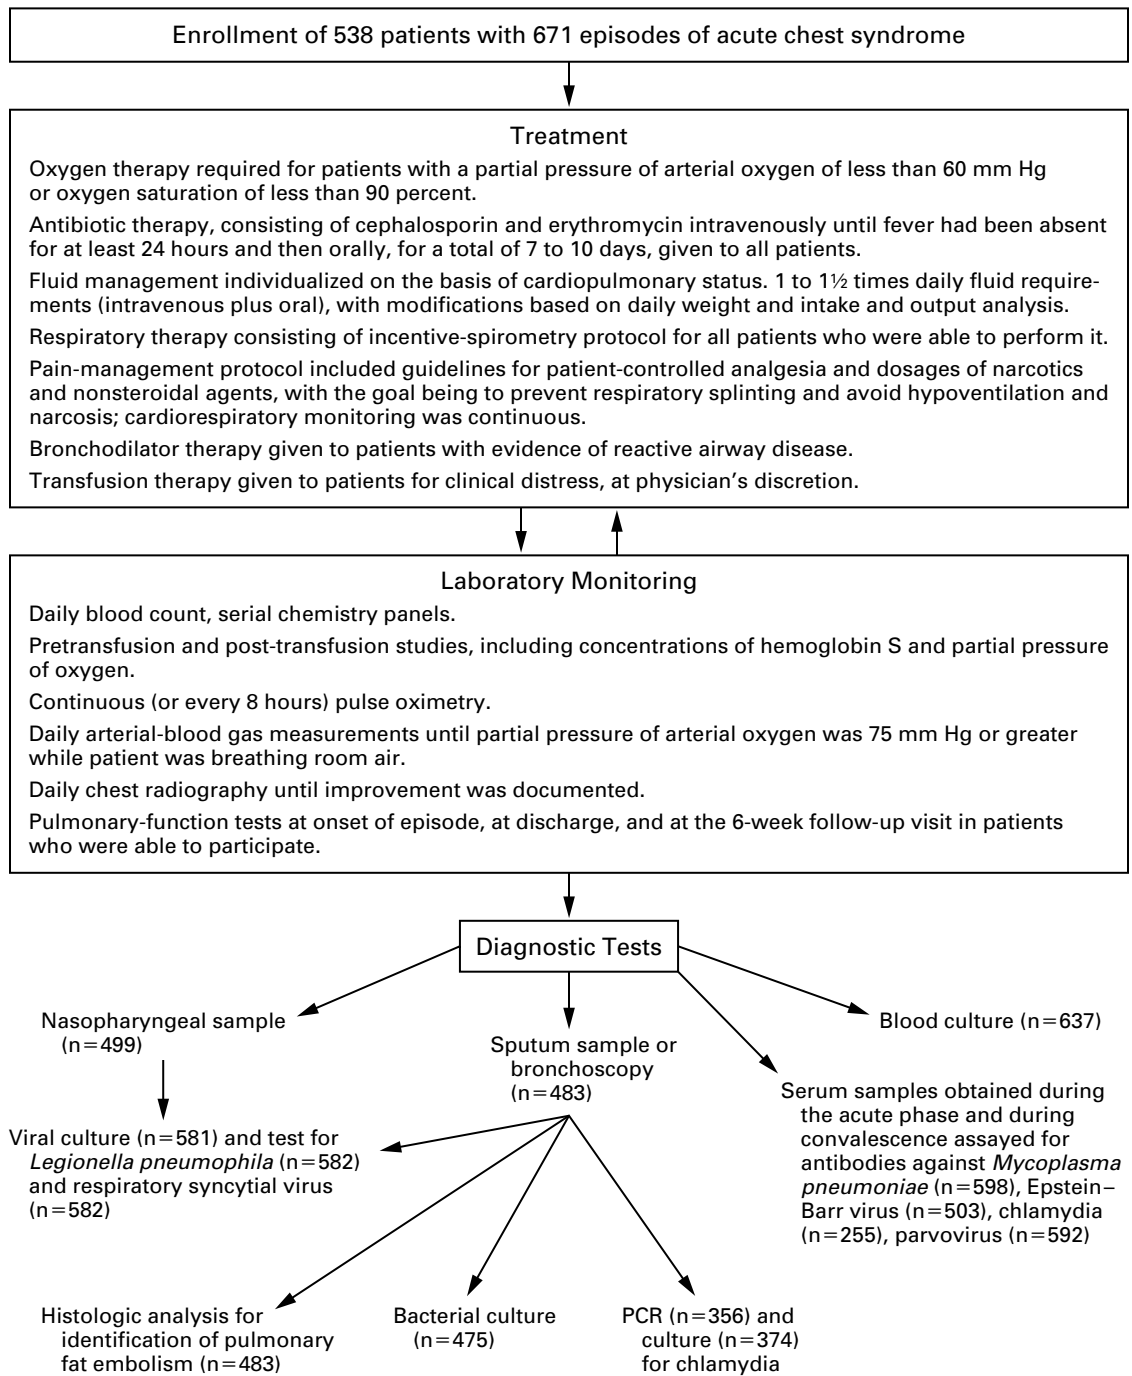 Enrollment of 538 patients with 671 episodes of acute chest syndrome
Treatment
Oxygen therapy required for patients with a partial pressure of arterial oxygen of less than 60 mm Hg
or oxygen saturation of less than 90 percent.
Antibiotic therapy, consisting of cephalosporin and erythromycin intravenously until fever had been absent
for at least 24 hours and then orally, for a total of 7 to 10 days, given to all patients.
Fluid management individualized on the basis of cardiopulmonary status. 1 to 1½ times daily fluid require-
ments (intravenous plus oral), with modifications based on daily weight and intake and output analysis.
Respiratory therapy consisting of incentive-spirometry protocol for all patients who were able to perform it.
Pain-management protocol included guidelines for patient-controlled analgesia and dosages of narcotics
and nonsteroidal agents, with the goal being to prevent respiratory splinting and avoid hypoventilation and
narcosis; cardiorespiratory monitoring was continuous.
Bronchodilator therapy given to patients with evidence of reactive airway disease.
Transfusion therapy given to patients for clinical distress, at physician’s discretion.
Laboratory Monitoring
Daily blood count, serial chemistry panels.
Pretransfusion and post-transfusion studies, including concentrations of hemoglobin S and partial pressure
of oxygen.
Continuous (or every 8 hours) pulse oximetry.
Daily arterial-blood gas measurements until partial pressure of arterial oxygen was 75 mm Hg or greater
while patient was breathing room air.
Daily chest radiography until improvement was documented.
Pulmonary-function tests at onset of episode, at discharge, and at the 6-week follow-up visit in patients
who were able to participate.
Diagnostic Tests
Nasopharyngeal sample
(n=499)
Sputum sample or
bronchoscopy
(n=483)
Blood culture (n=637)
Serum samples obtained during
the acute phase and during
convalescence assayed for
antibodies against Mycoplasma
pneumoniae (n=598), Epstein–
Barr virus (n=503), chlamydia
(n=255), parvovirus (n=592)
Viral culture (n=581) and test for
Legionella pneumophila (n=582)
and respiratory syncytial virus
(n=582)
Histologic analysis for
identification of pulmonary
fat embolism (n=483)
Bacterial culture
(n=475)
PCR (n=356) and
culture (n=374)
for chlamydia